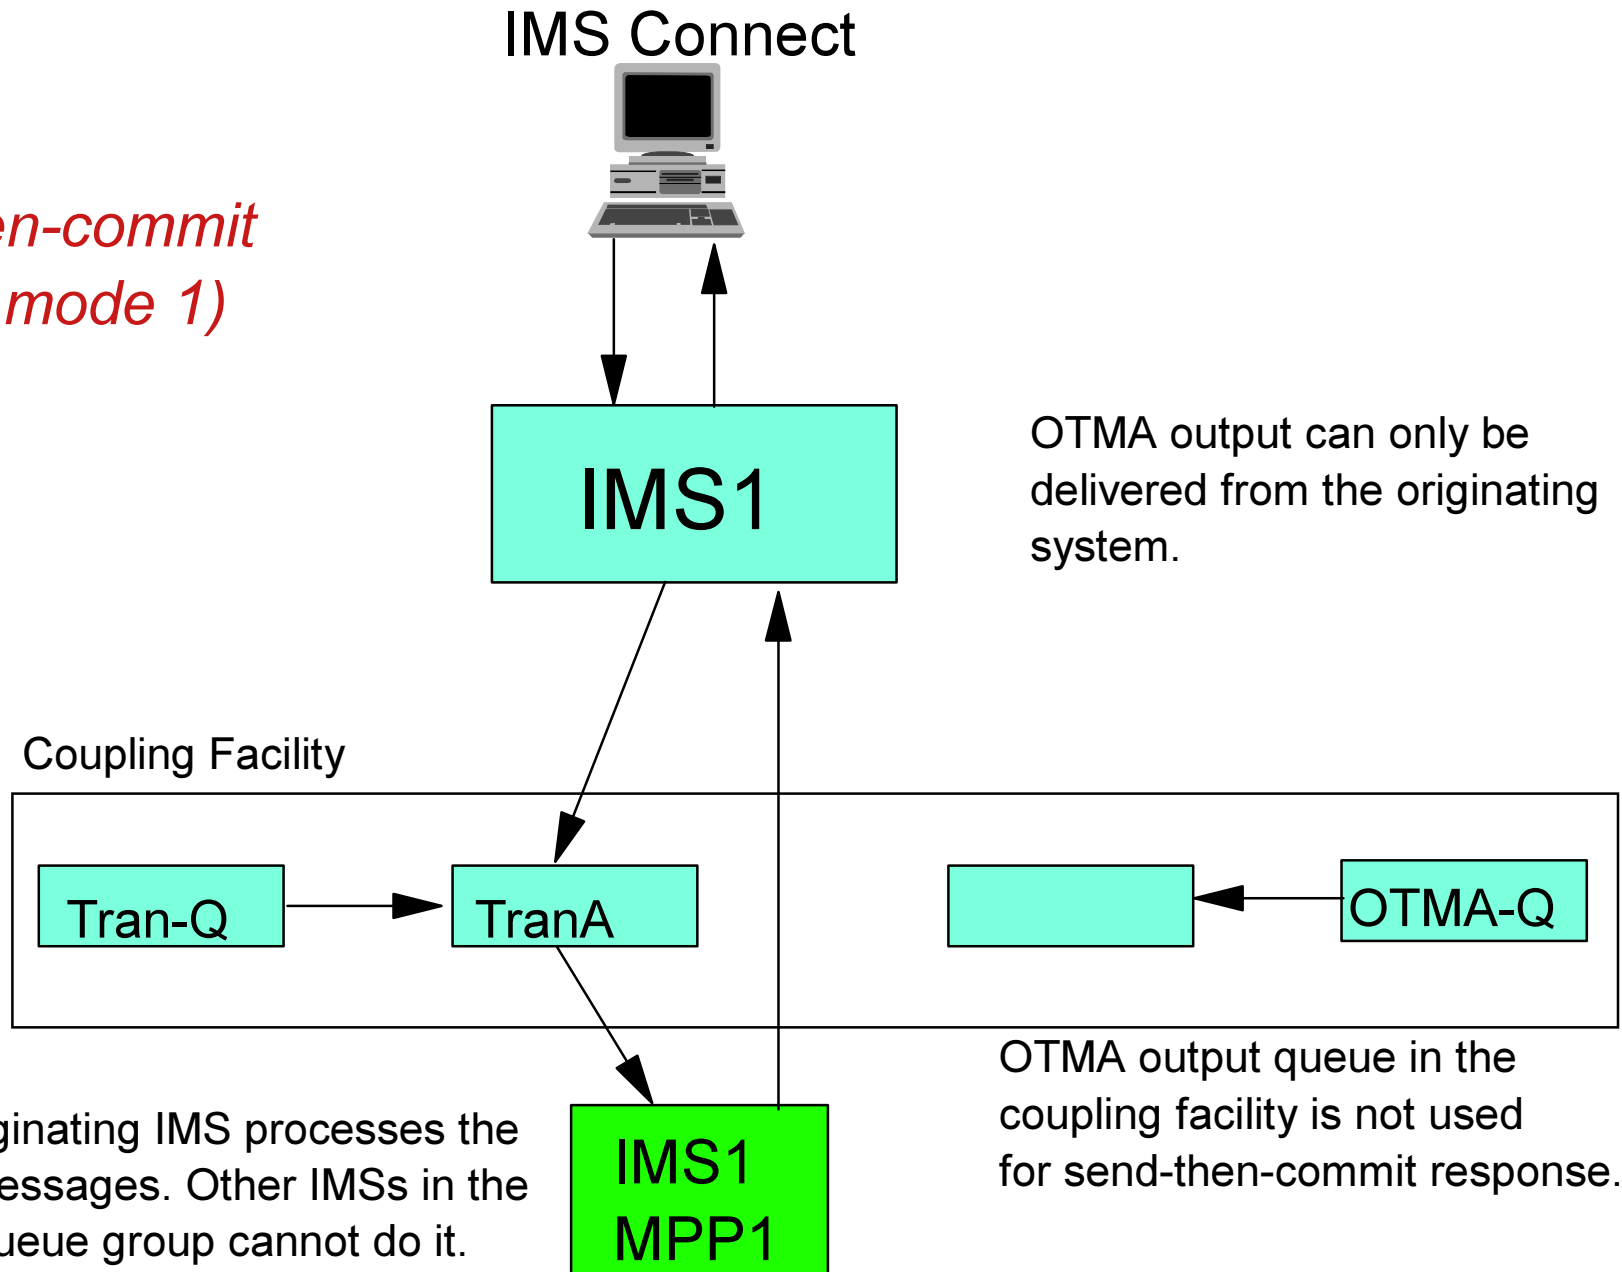 IMS Connect
en-commit
mode 1)
IMS1
OTMA output can only be
delivered from the originating
system.
Coupling Facility
Tran-Q
TranA
OTMA-Q
OTMA output queue in the
coupling facility is not used
for send-then-commit response.
ginating IMS processes the
essages. Other IMSs in the
ueue group cannot do it.
IMS1
MPP1